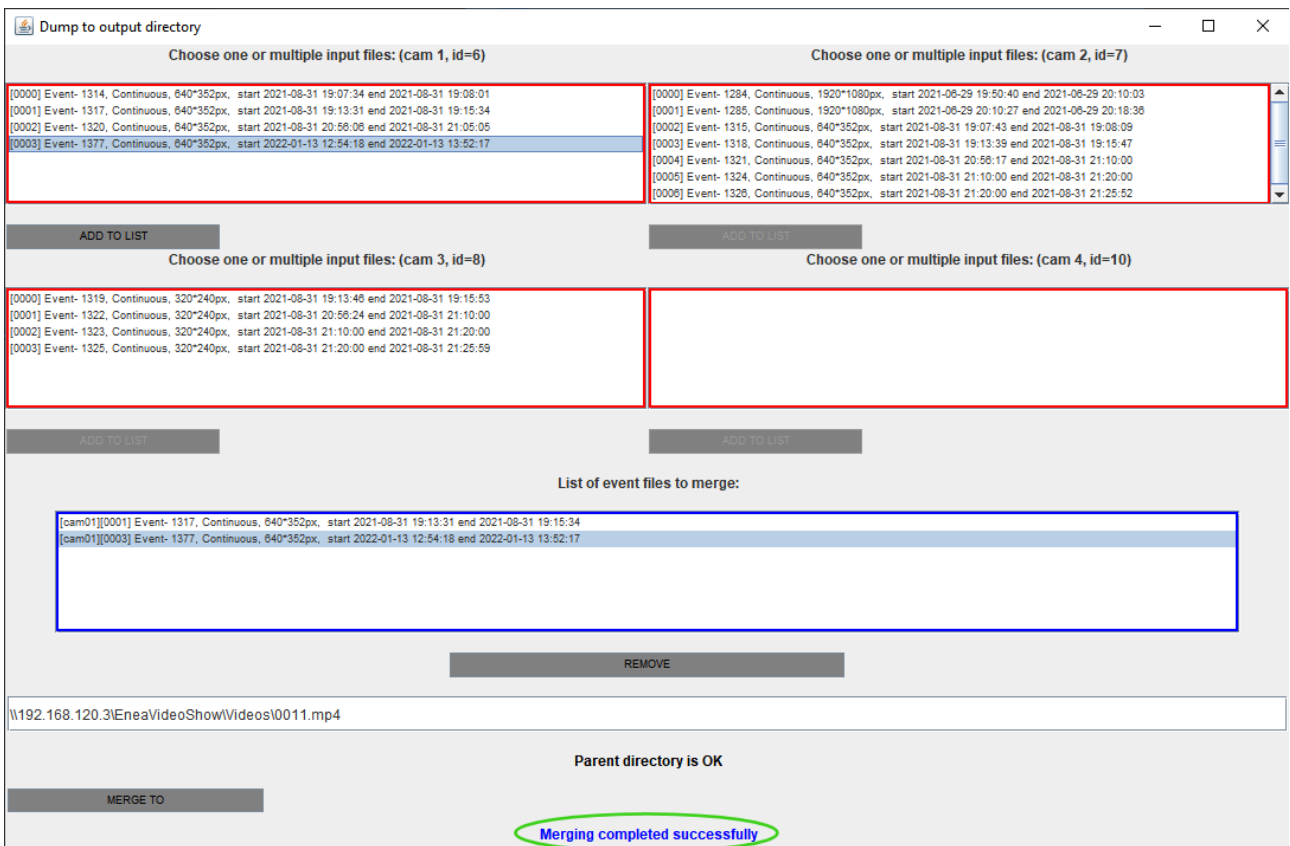 Dump to output directory
Choose one or multiple input files: (cam 1, id=6)
[0000] Event- 1314, Continuous, 640*352px, start 2021-08-31 19:07:34 end 2021-08-31 19:08:01
[0001] Event- 1317, Continuous, 640*352px, start 2021-08-31 19:13:31 end 2021-08-31 19:15:34
[0002] Event- 1320, Continuous, 640*352px, start 2021-08-31 20:56:06 end 2021-08-31 21:05:05
[0003] Event- 1377, Continuous, 640*352px, start 2022-01-13 12:54:18 end 2022-01-13 13:52:17
ADD TO LIST
Choose one or multiple input files: (cam 2, id=7)
[0000] Event- 1284, Continuous, 1920*1080px, start 2021-06-29 19:50:40 end 2021-06-29 20:10:03
[0001] Event- 1285, Continuous, 1920*1080px, start 2021-06-29 20:10:27 end 2021-06-29 20:18:36
[0002] Event- 1315, Continuous, 640*352px, start 2021-08-31 19:07:43 end 2021-08-31 19:08:09
[0003] Event- 1318, Continuous, 640*352px, start 2021-08-31 19:13:39 end 2021-08-31 19:15:47
[0004] Event- 1321, Continuous, 640*352px, start 2021-08-31 20:56:17 end 2021-08-31 21:10:00
[0005] Event- 1324, Continuous, 640*352px, start 2021-08-31 21:10:00 end 2021-08-31 21:20:00
[0006] Event- 1326, Continuous, 640*352px, start 2021-08-31 21:20:00 end 2021-08-31 21:25:52
ADD TO LIST
Choose one or multiple input files: (cam 3, id=8)
[0000] Event- 1319, Continuous, 320*240px, start 2021-08-31 19:13:46 end 2021-08-31 19:15:53
[0001] Event- 1322, Continuous, 320*240px, start 2021-08-31 20:56:24 end 2021-08-31 21:10:00
[0002] Event- 1323, Continuous, 320*240px, start 2021-08-31 21:10:00 end 2021-08-31 21:20:00
[0003] Event- 1325, Continuous, 320*240px, start 2021-08-31 21:20:00 end 2021-08-31 21:25:59
ADD TO LIST
Choose one or multiple input files: (cam 4, id=10)
ADD TO LIST
List of event files to merge:
[cam01][0001] Event- 1317, Continuous, 640*352px, start 2021-08-31 19:13:31 end 2021-08-31 19:15:34
[cam01][0003] Event- 1377, Continuous, 640*352px, start 2022-01-13 12:54:18 end 2022-01-13 13:52:17
REMOVE
\\192.168.120.3\EneaVideoShow\Videos\0011.mp4
Parent directory is OK
MERGE TO
Merging completed successfully